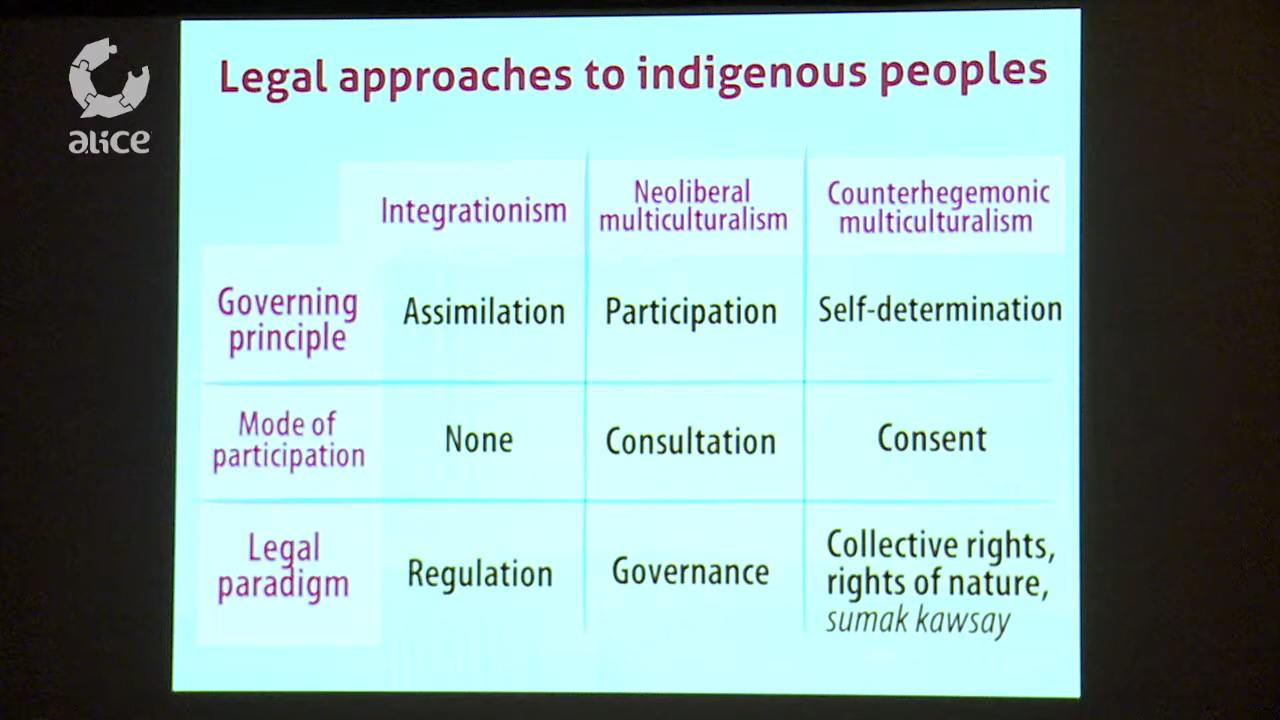 alice
Legal approaches to indigenous peoples
Integrationism
Neoliberal
multiculturalism
Counterhegemonic
multiculturalism
Governing
principle
Assimilation
Participation
Self-determination
Mode of
participation
None
Consultation
Consent
Legal
paradigm
Regulation
Governance
Collective rights,
rights of nature,
sumak kawsay